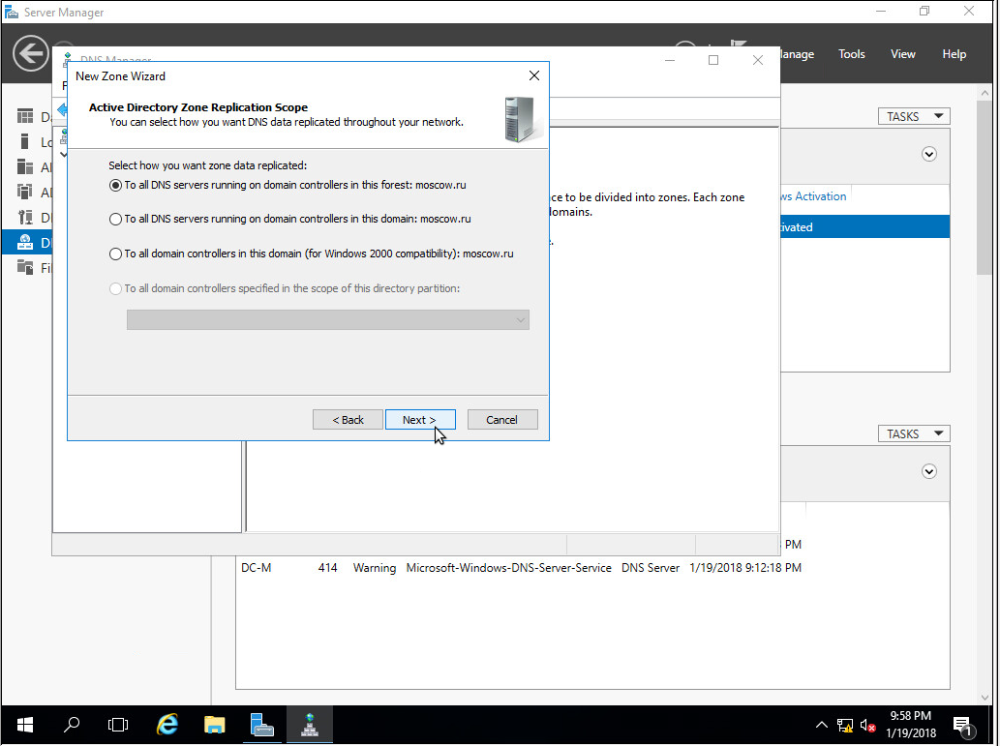 Server Manager
Manage Tools View Help
DNS Manager
New Zone Wizard
Active Directory Zone Replication Scope
You can select how you want DNS data replicated throughout your network.
Select how you want zone data replicated:
To all DNS servers running on domain controllers in this forest: moscow.ru
To all DNS servers running on domain controllers in this domain: moscow.ru
To all domain controllers in this domain (for Windows 2000 compatibility): moscow.ru
To all domain controllers specified in the scope of this directory partition:
< Back Next > Cancel
ce to be divided into zones. Each zone
domains.
TASKS
ws Activation
ivated
TASKS
PM
DC-M 414 Warning Microsoft-Windows-DNS-Server-Service DNS Server 1/19/2018 9:12:18 PM
9:58 PM
1/19/2018
1